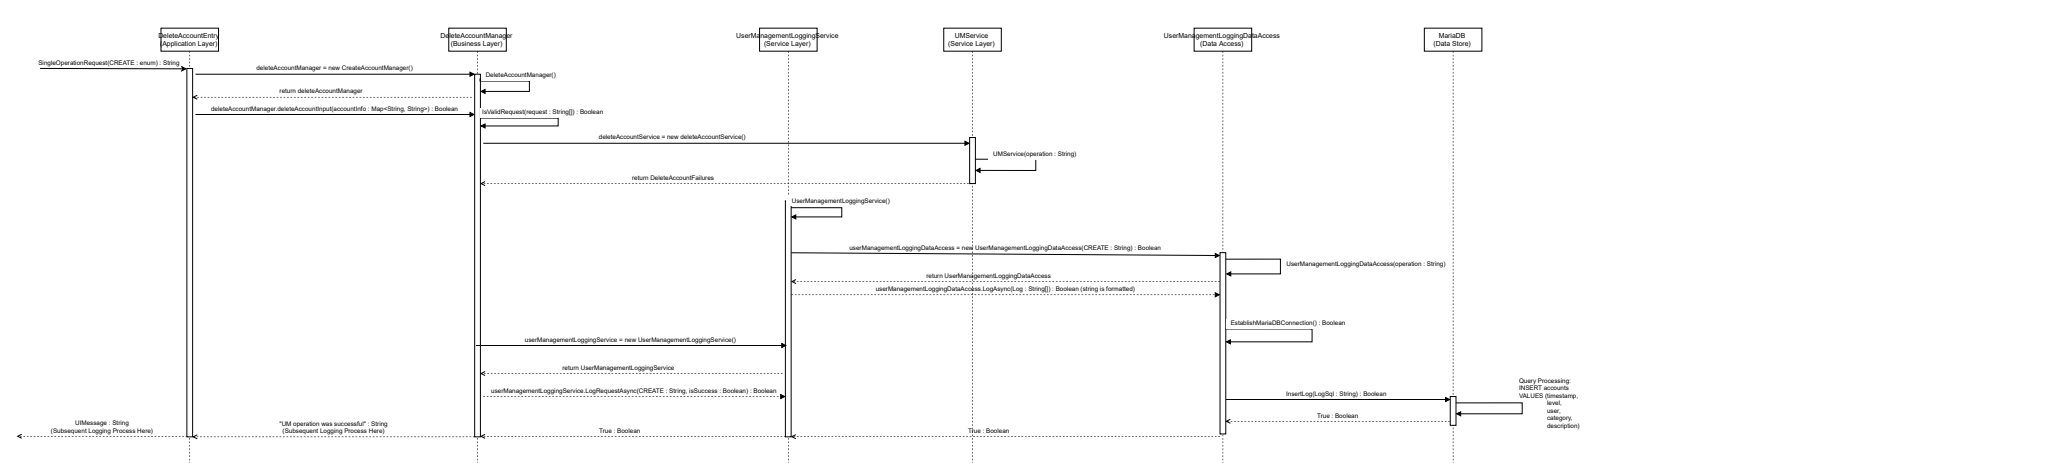 DeleteAccountEntry
(Application Layer)
DeleteAccountManager
(Business Layer)
UserManagementLoggingService
(Service Layer)
UMService
(Service Layer)
UserManagementLoggingDataAccess
(Data Access)
MariaDB
(Data Store)
SingleOperationRequest(CREATE : enum) : String
deleteAccountManager = new CreateAccountManager()
DeleteAccountManager()
return deleteAccountManager
deleteAccountManager.deleteAccountInput(accountInfo : Map<String, String>) : Boolean
IsValidRequest(request : String[]) : Boolean
deleteAccountService = new deleteAccountService()
UMService(operation : String)
return DeleteAccountFailures
UserManagementLoggingService()
userManagementLoggingDataAccess = new UserManagementLoggingDataAccess(CREATE : String) : Boolean
UserManagementLoggingDataAccess(operation : String)
return UserManagementLoggingDataAccess
userManagementLoggingDataAccess.LogAsync(Log : String[]) : Boolean (string is formatted)
EstablishMariaDBConnection() : Boolean
userManagementLoggingService = new UserManagementLoggingService()
return UserManagementLoggingService
userManagementLoggingService.LogRequestAsync(CREATE : String, isSuccess : Boolean) : Boolean
InsertLog(LogSql : String) : Boolean
Query Processing:
INSERT accounts
VALUES (timestamp,
level,
user,
category,
description)
True : Boolean
UIMessage : String
(Subsequent Logging Process Here)
"UM operation was successful" : String
(Subsequent Logging Process Here)
True : Boolean
True : Boolean